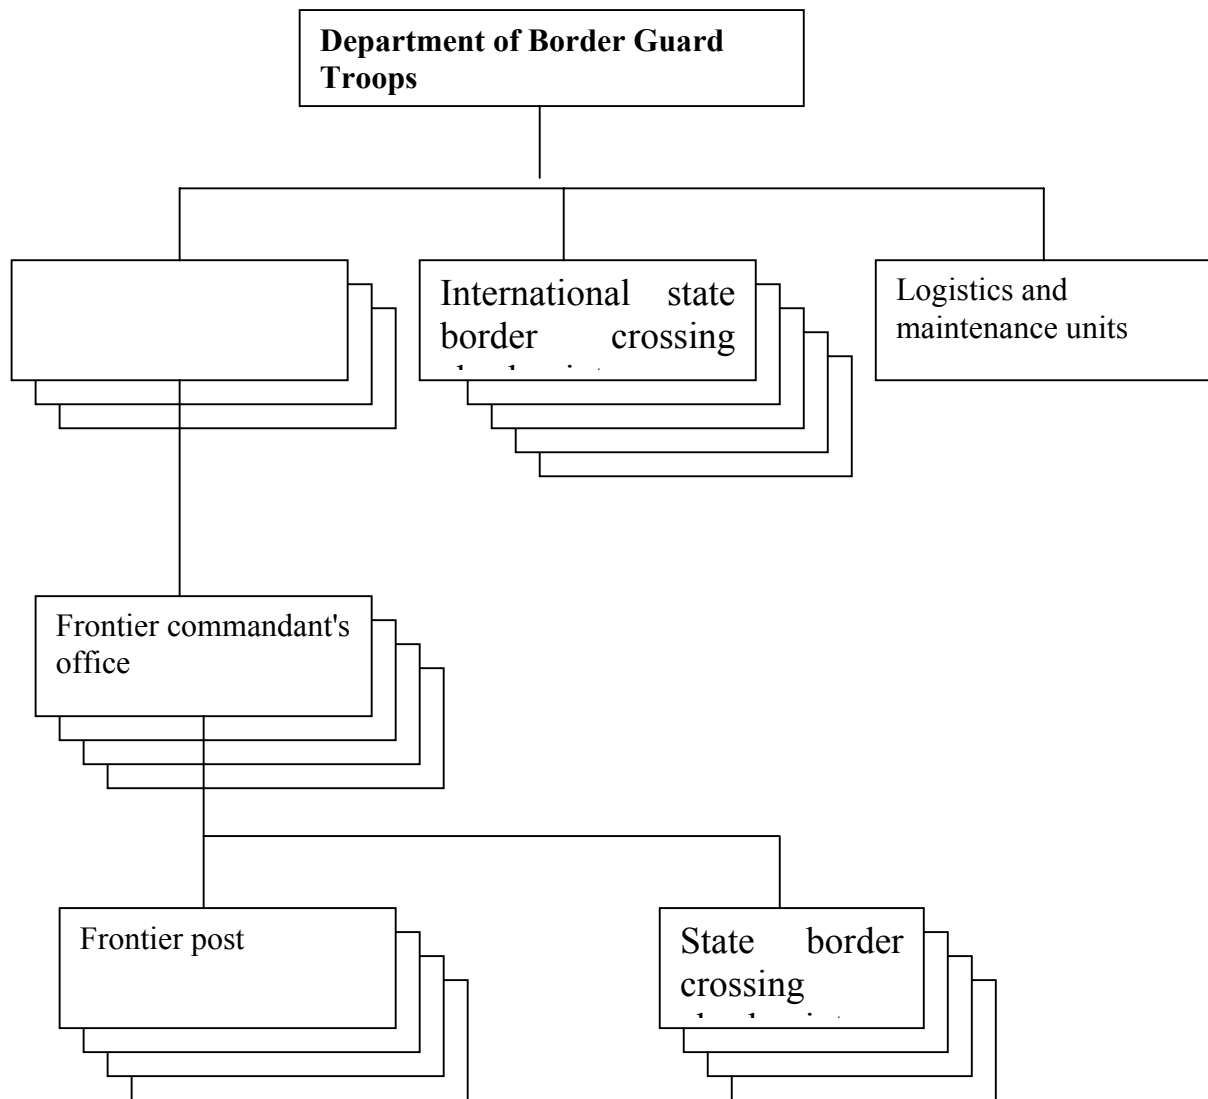 Department of Border Guard
Troops
International state
border crossing
Logistics and
maintenance units
Frontier commandant's
office
Frontier post
State border
crossing